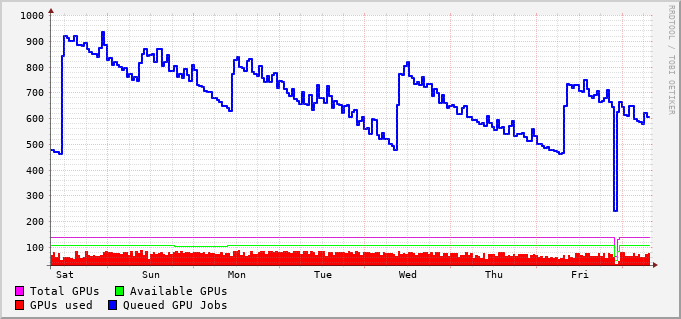 1000
900
800
700
600
500
400
300
200
100
Sat Sun Mon Tue Wed Thu Fri
Total GPUs Available GPUs
GPUs used Queued GPU Jobs
RRDTOOL / TOBI OETIKER